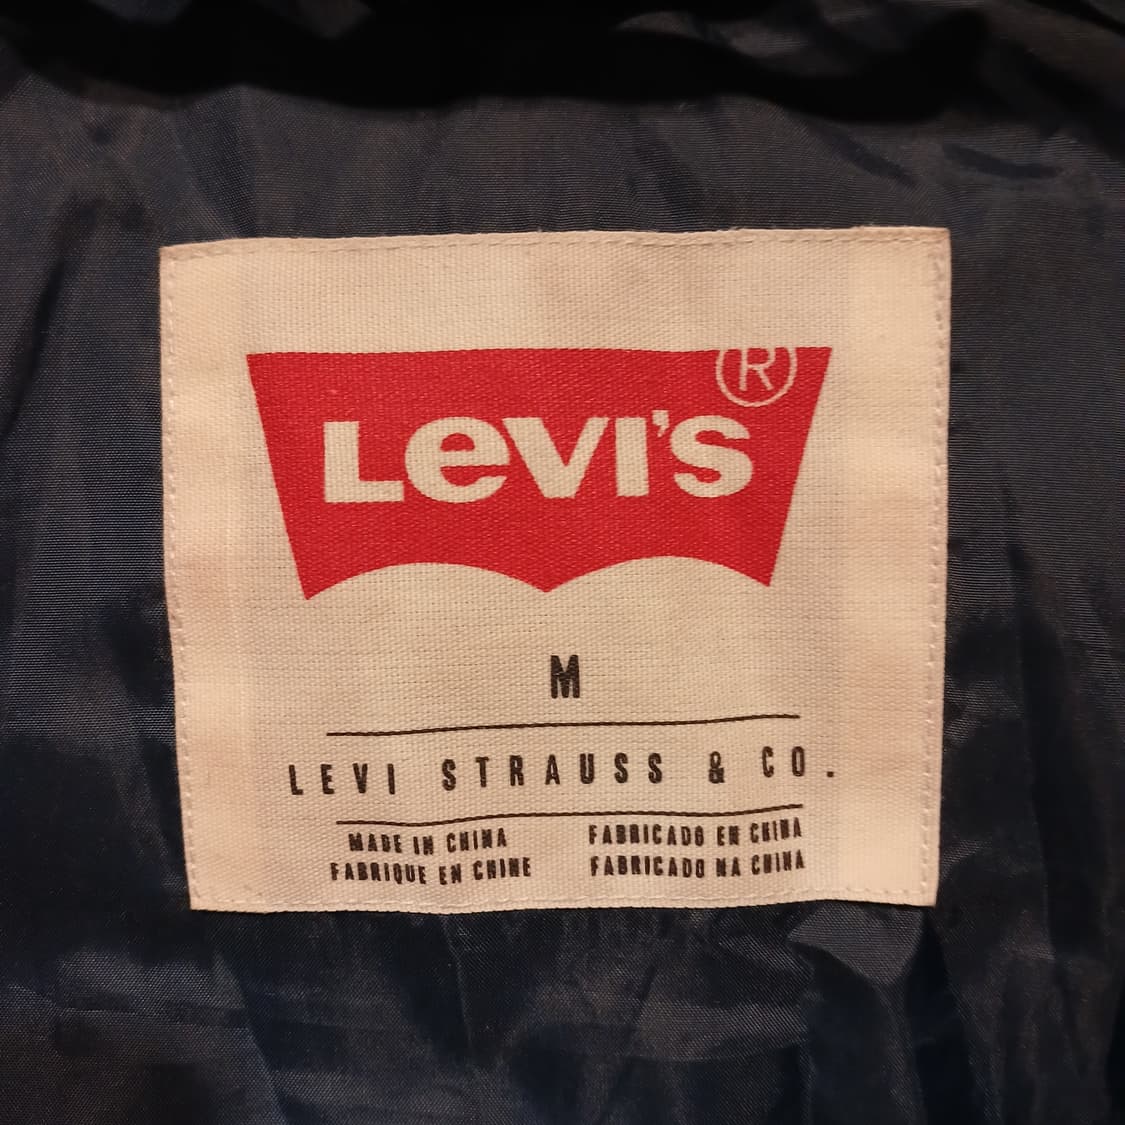 LEVI'S ®
M
LEVI STRAUSS & CO.
MADE IN CHINA
FABRIQUE EN CHINE
FABRICADO EN CHINA
FABRICADO NA CHINA